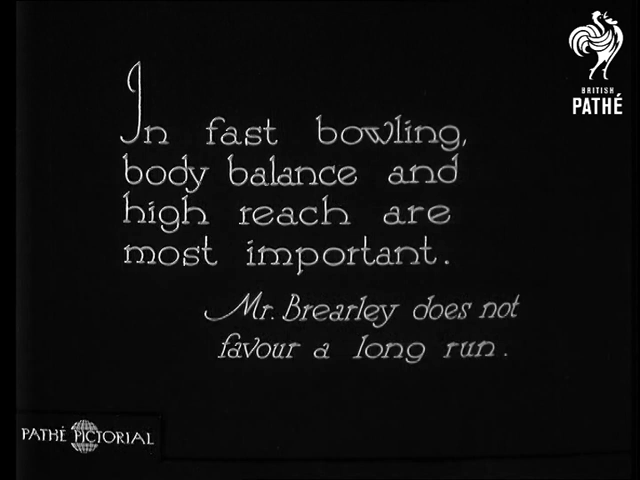 BRITISH
PATHÉ
In fast bowling,
body balance and
high reach are
most important.
Mr. Brearley does not
favour a long run.
PATHÉ PICTORIAL